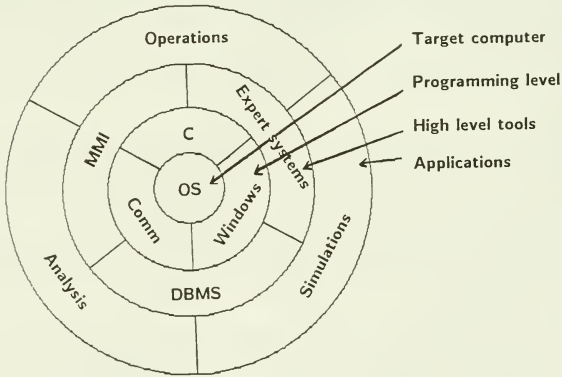 Operations
Target computer
Programming level
High level tools
Applications
Expert systems
MMI
C
OS
Comm
Windows
DBMS
Analysis
Simulations